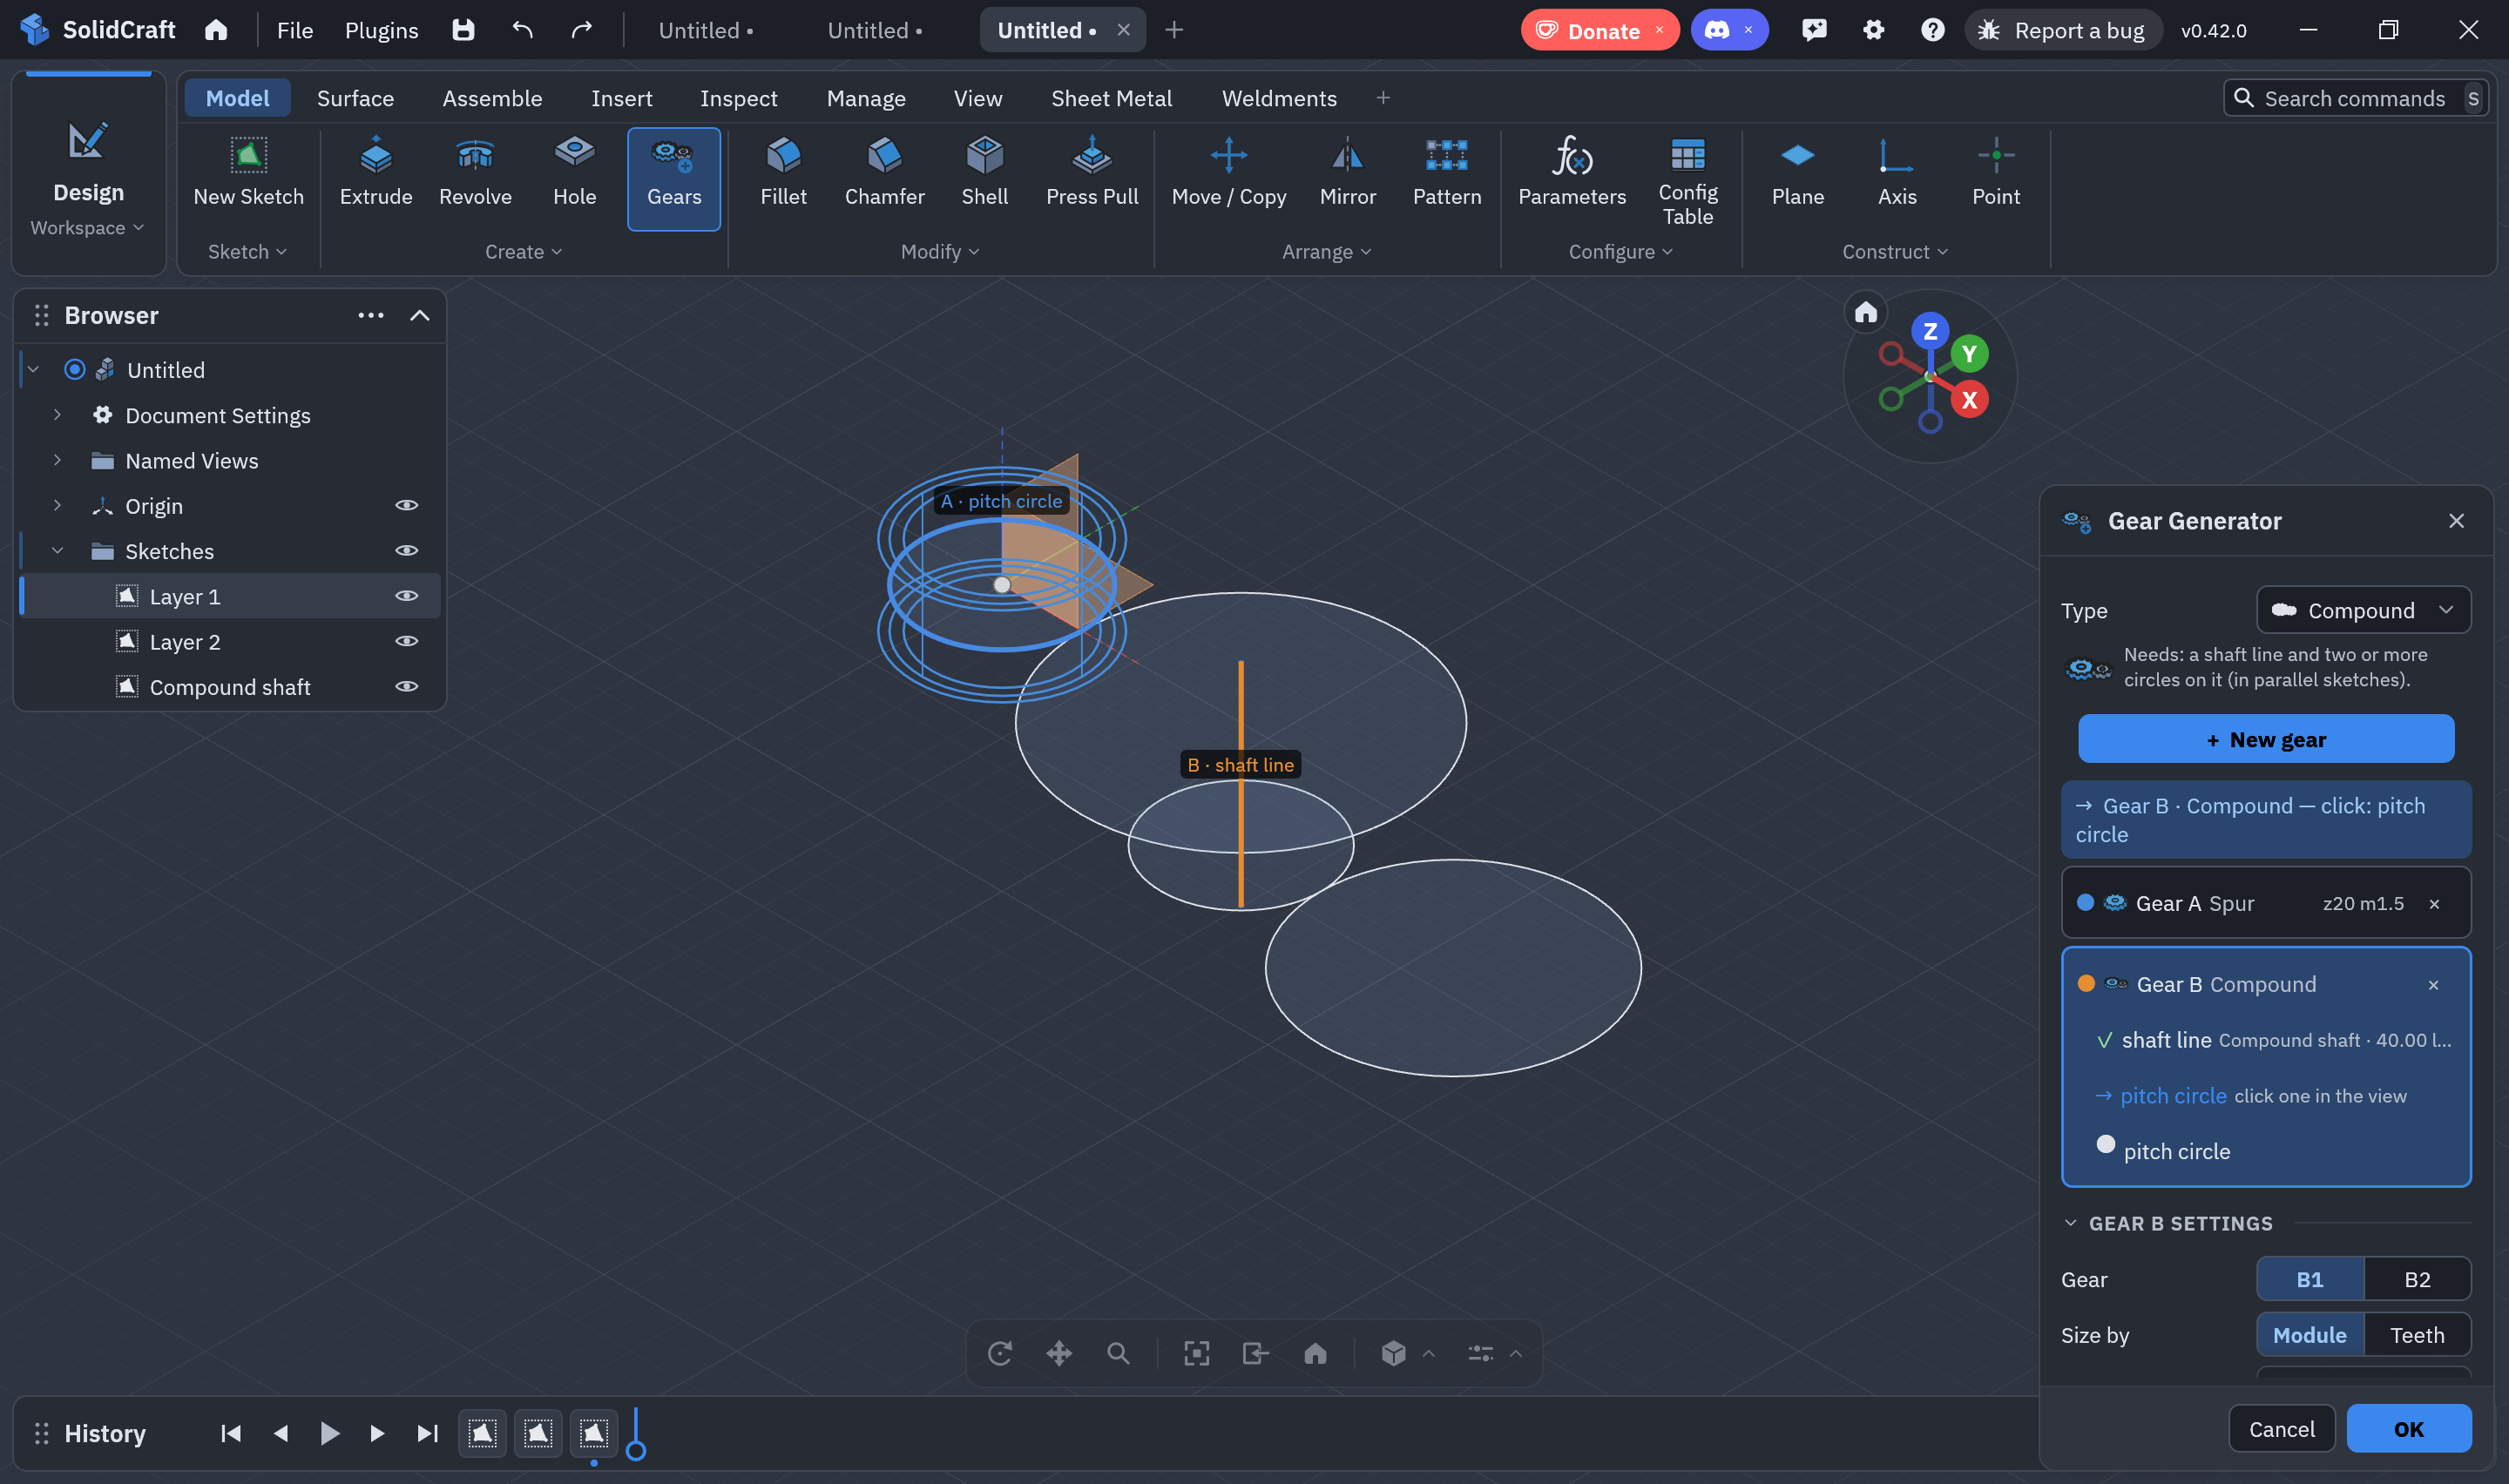 SolidCraft
File
Plugins
Untitled •
Untitled •
Untitled •
Donate ×
×
Report a bug
v0.42.0
Design
Workspace
Model
Surface
Assemble
Insert
Inspect
Manage
View
Sheet Metal
Weldments
+
Search commands S
New Sketch
Extrude
Revolve
Hole
Gears
Fillet
Chamfer
Shell
Press Pull
Move / Copy
Mirror
Pattern
Parameters
Config
Table
Plane
Axis
Point
Sketch
Create
Modify
Arrange
Configure
Construct
Browser
Untitled
Document Settings
Named Views
Origin
Sketches
Layer 1
Layer 2
Compound shaft
Z
Y
X
A · pitch circle
B · shaft line
Gear Generator
Type
Compound
Needs: a shaft line and two or more
circles on it (in parallel sketches).
+ New gear
→ Gear B · Compound — click: pitch
circle
Gear A Spur z20 m1.5 ×
Gear B Compound ×
✓ shaft line Compound shaft · 40.00 l...
→ pitch circle click one in the view
pitch circle
GEAR B SETTINGS
Gear B1 B2
Size by Module Teeth
Cancel OK
History